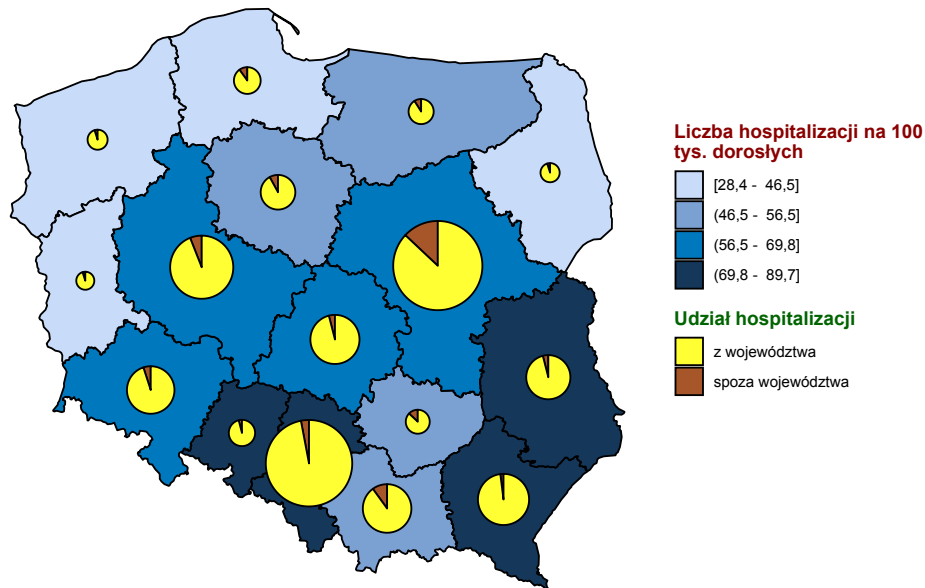 Liczba hospitalizacji na 100
tys. dorosłych
[28,4 - 46,5]
(46,5 - 56,5]
(56,5 - 69,8]
(69,8 - 89,7]
Udział hospitalizacji
z województwa
spoza województwa